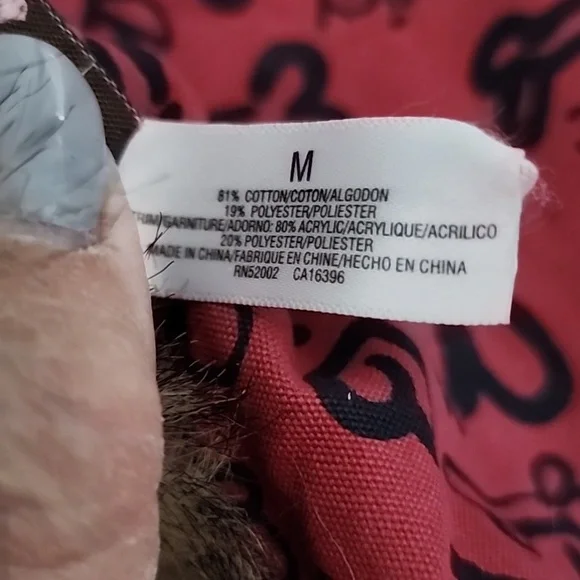 M
81% COTTON/COTON/ALGODON
19% POLYESTER/POLIESTER
TRIM/GARNITURE/ADORNO: 80% ACRYLIC/ACRYLIQUE/ACRILICO
20% POLYESTER/POLIESTER
MADE IN CHINA/FABRIQUE EN CHINE/HECHO EN CHINA
RN52002 CA16396